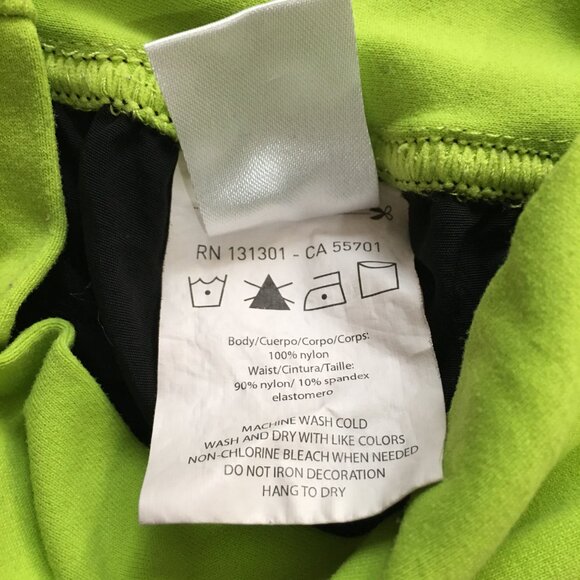 RN 131301 - CA 55701
Body/Cuerpo/Corpo/Corps:
100% nylon
Waist/Cintura/Taille:
90% nylon/ 10% spandex
elastomero
MACHINE WASH COLD
WASH AND DRY WITH LIKE COLORS
NON-CHLORINE BLEACH WHEN NEEDED
DO NOT IRON DECORATION
HANG TO DRY